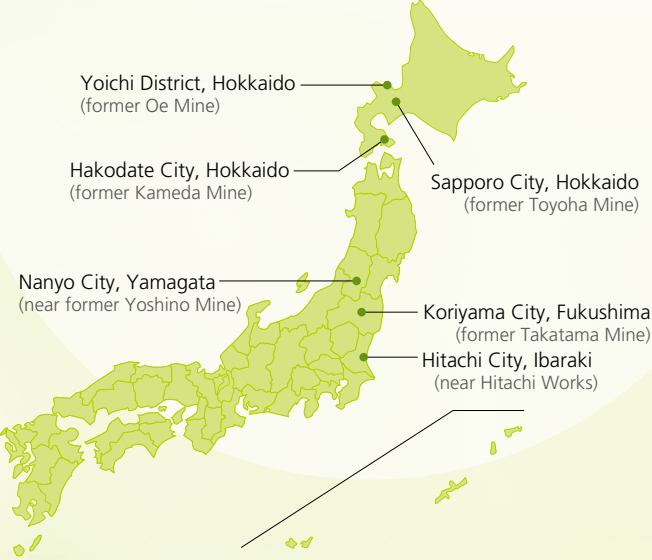 Yoichi District, Hokkaido
(former Oe Mine)
Hakodate City, Hokkaido
(former Kameda Mine)
Sapporo City, Hokkaido
(former Toyoha Mine)
Nanyo City, Yamagata
(near former Yoshino Mine)
Koriyama City, Fukushima
(former Takatama Mine)
Hitachi City, Ibaraki
(near Hitachi Works)